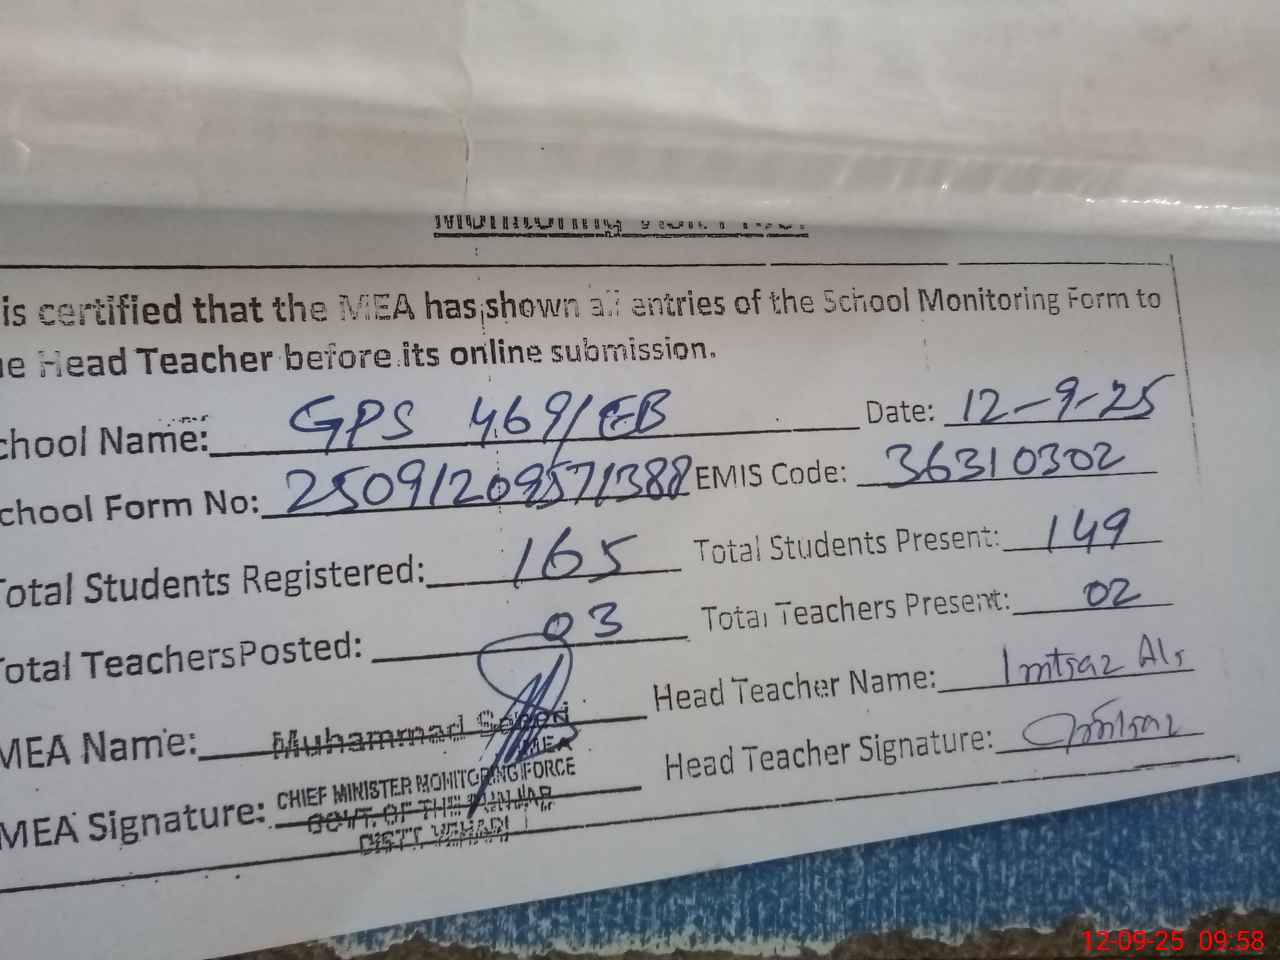 is certified that the MEA has shown all entries of the School Monitoring Form to
Head Teacher before its online submission.
chool Name: GPS 469/EB Date: 12-9-25
chool Form No: 25091209571388 EMIS Code: 36310302
otal Students Registered: 165 Total Students Present: 149
otal TeachersPosted: 03 Total Teachers Present: 02
MEA Name: Muhammad Head Teacher Name: Imtiaz Ali
MEA
MEA Signature: CHIEF MINISTER MONITORING FORCE Head Teacher Signature:
GOVT. OF THE PUNJAB
DISTT. VEHARI
12-09-25 09:58